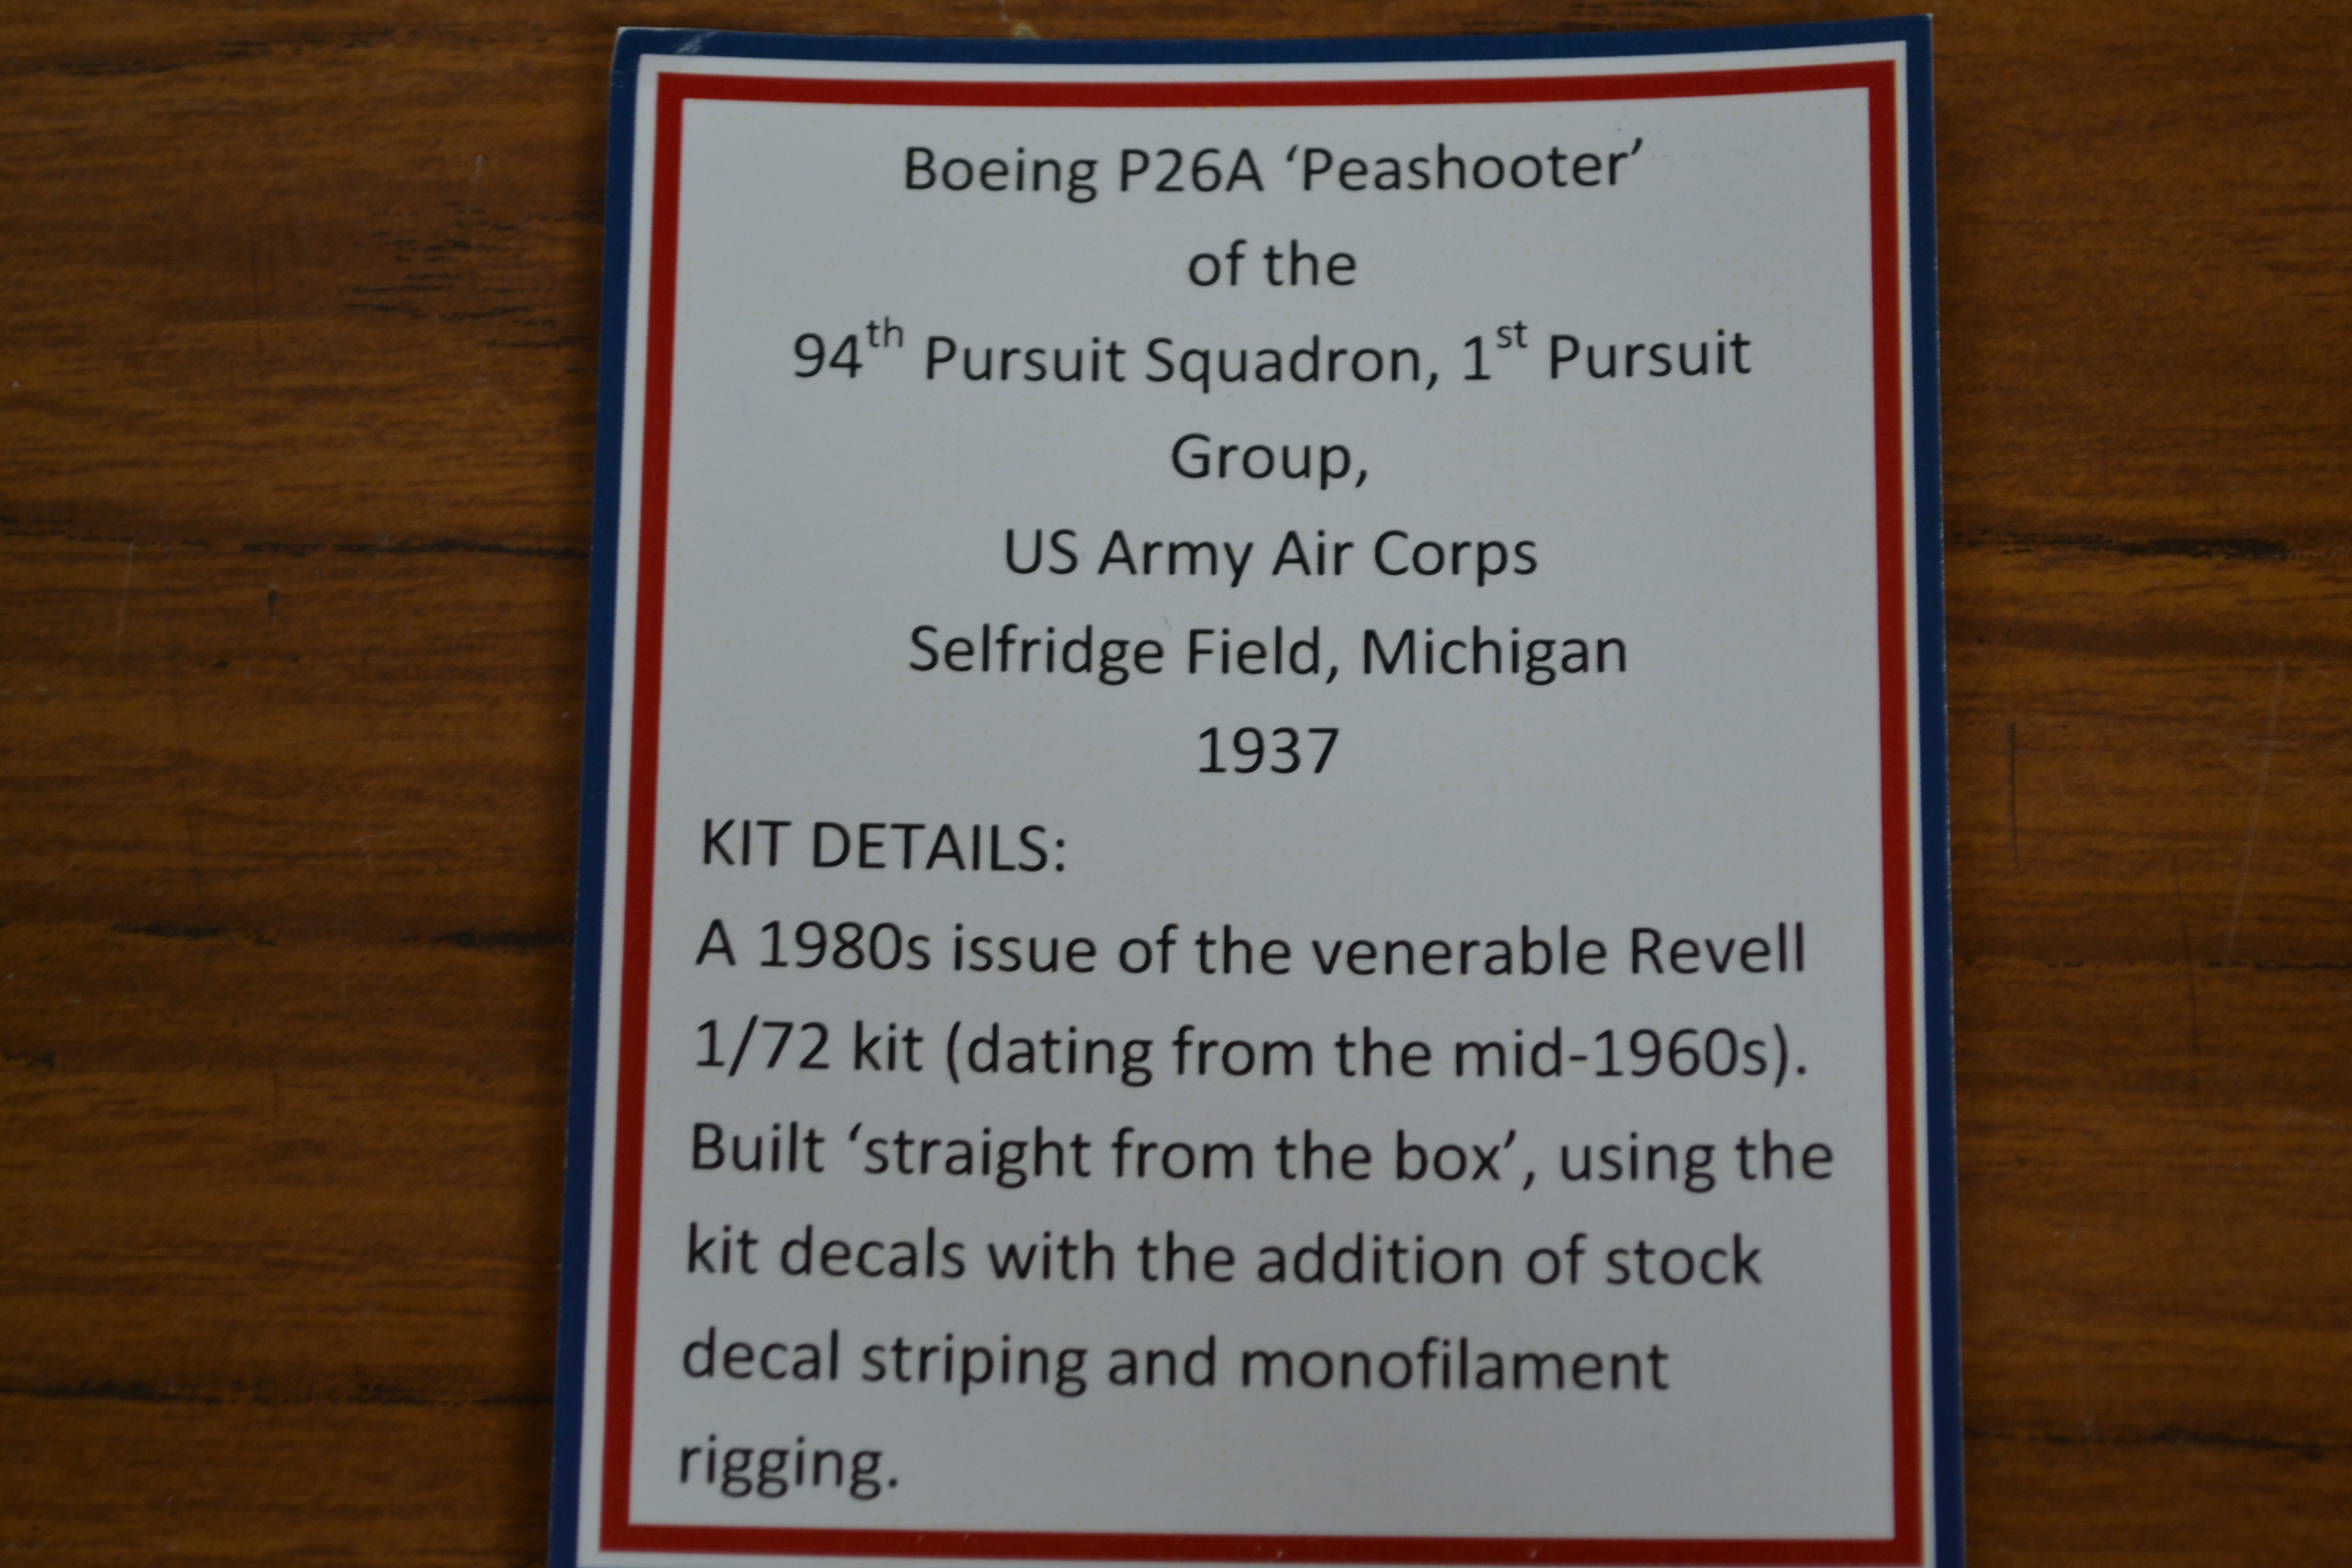 Boeing P26A ‘Peashooter’
of the
94th Pursuit Squadron, 1st Pursuit
Group,
US Army Air Corps
Selfridge Field, Michigan
1937
KIT DETAILS:
A 1980s issue of the venerable Revell
1/72 kit (dating from the mid-1960s).
Built ‘straight from the box’, using the
kit decals with the addition of stock
decal striping and monofilament
rigging.